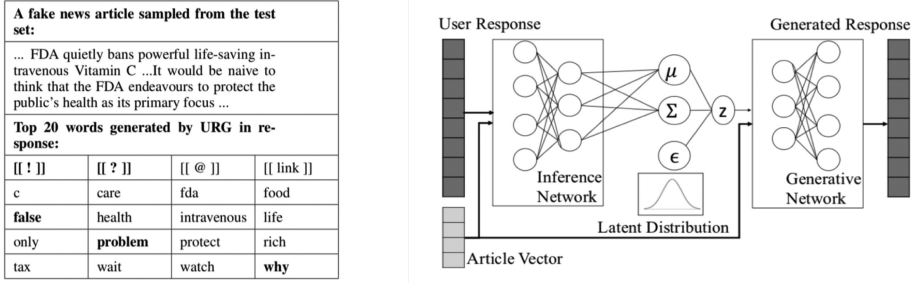 A fake news article sampled from the test
set:
... FDA quietly bans powerful life-saving in-
travenous Vitamin C ...It would be naive to
think that the FDA endeavours to protect the
public's health as its primary focus ...
Top 20 words generated by URG in re-
sponse:
[[ ! ]] [[ ? ]] [[ @ ]] [[ link ]]
c care fda food
false health intravenous life
only problem protect rich
tax wait watch why
User Response
Generated Response
μ
Σ
z
ϵ
Inference
Network
Generative
Network
Latent Distribution
Article Vector